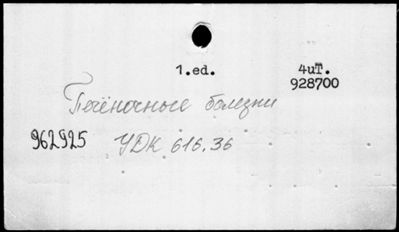 1.ed.
4uT.
928700
Печёночные болезни
962925 УДК 616.36